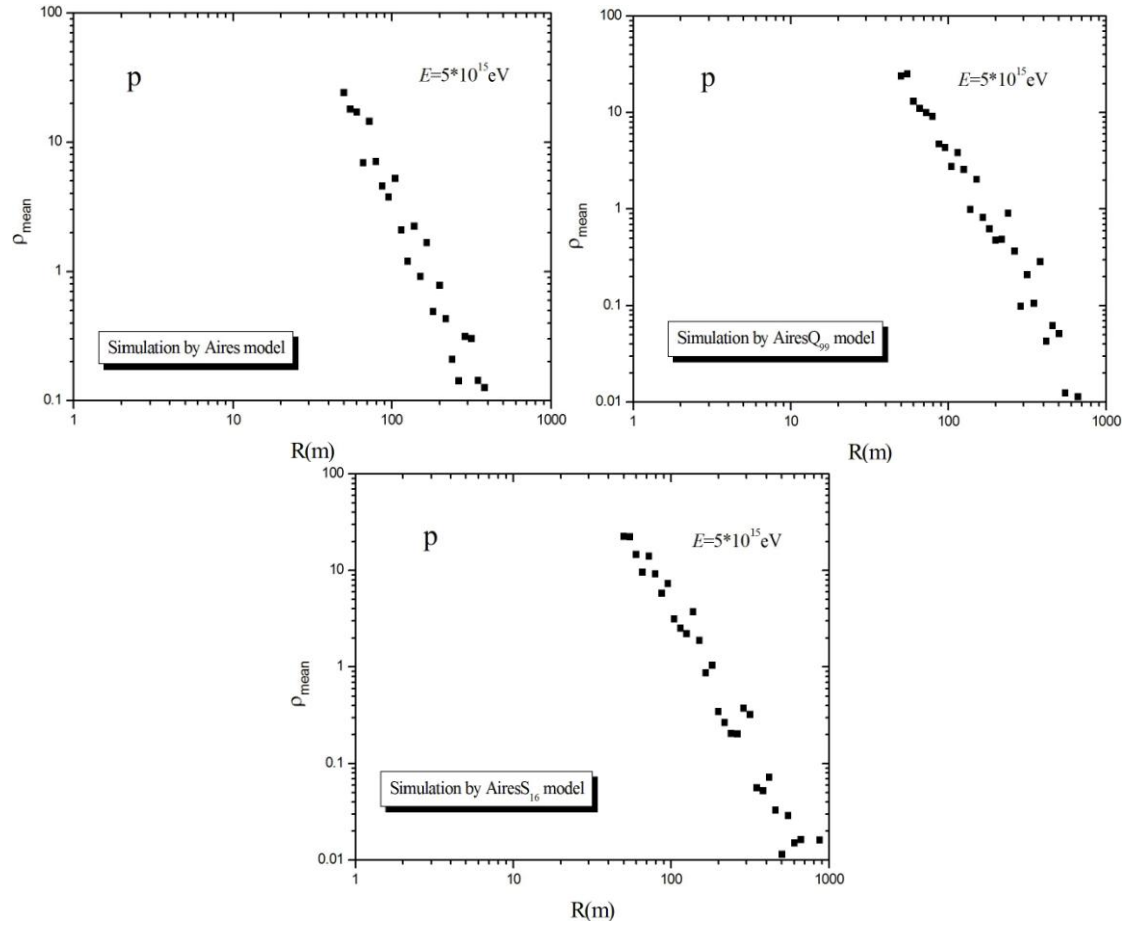 100
p
E=5*10^15eV
10
ρmean
1
Simulation by Aires model
0.1
1 10 100 1000
R(m)
100
p
E=5*10^15eV
10
ρmean
1
0.1
Simulation by AiresQ99 model
0.01
1 10 100 1000
R(m)
100
p
E=5*10^15eV
10
ρmean
1
0.1
Simulation by AiresS16 model
0.01
1 10 100 1000
R(m)